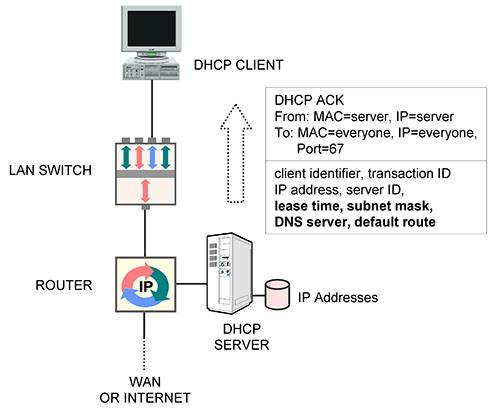 DHCP CLIENT
DHCP ACK
From: MAC=server, IP=server
To: MAC=everyone, IP=everyone,
Port=67
client identifier, transaction ID
IP address, server ID,
lease time, subnet mask,
DNS server, default route
LAN SWITCH
ROUTER
IP
IP Addresses
DHCP
SERVER
WAN
OR INTERNET